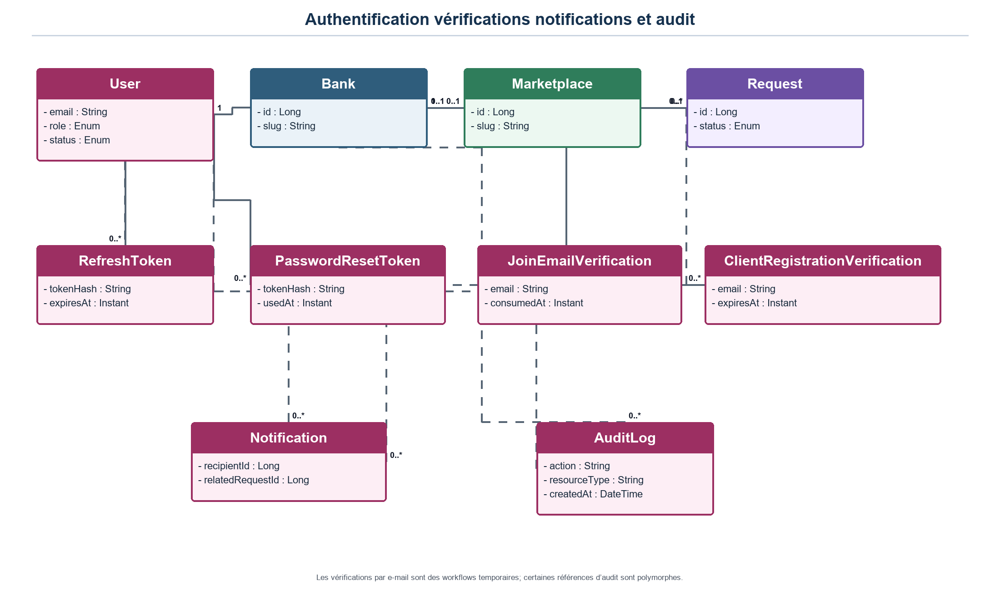 Authentification vérifications notifications et audit
User
- email : String
- role : Enum
- status : Enum
Bank
- id : Long
- slug : String
Marketplace
- id : Long
- slug : String
Request
- id : Long
- status : Enum
1
0..1
0..1
0..*
RefreshToken
- tokenHash : String
- expiresAt : Instant
0..*
PasswordResetToken
- tokenHash : String
- usedAt : Instant
JoinEmailVerification
- email : String
- consumedAt : Instant
0..*
ClientRegistrationVerification
- email : String
- expiresAt : Instant
0..*
Notification
- recipientId : Long
- relatedRequestId : Long
0..*
0..*
AuditLog
- action : String
- resourceType : String
- createdAt : DateTime
Les vérifications par e-mail sont des workflows temporaires; certaines références d’audit sont polymorphes.